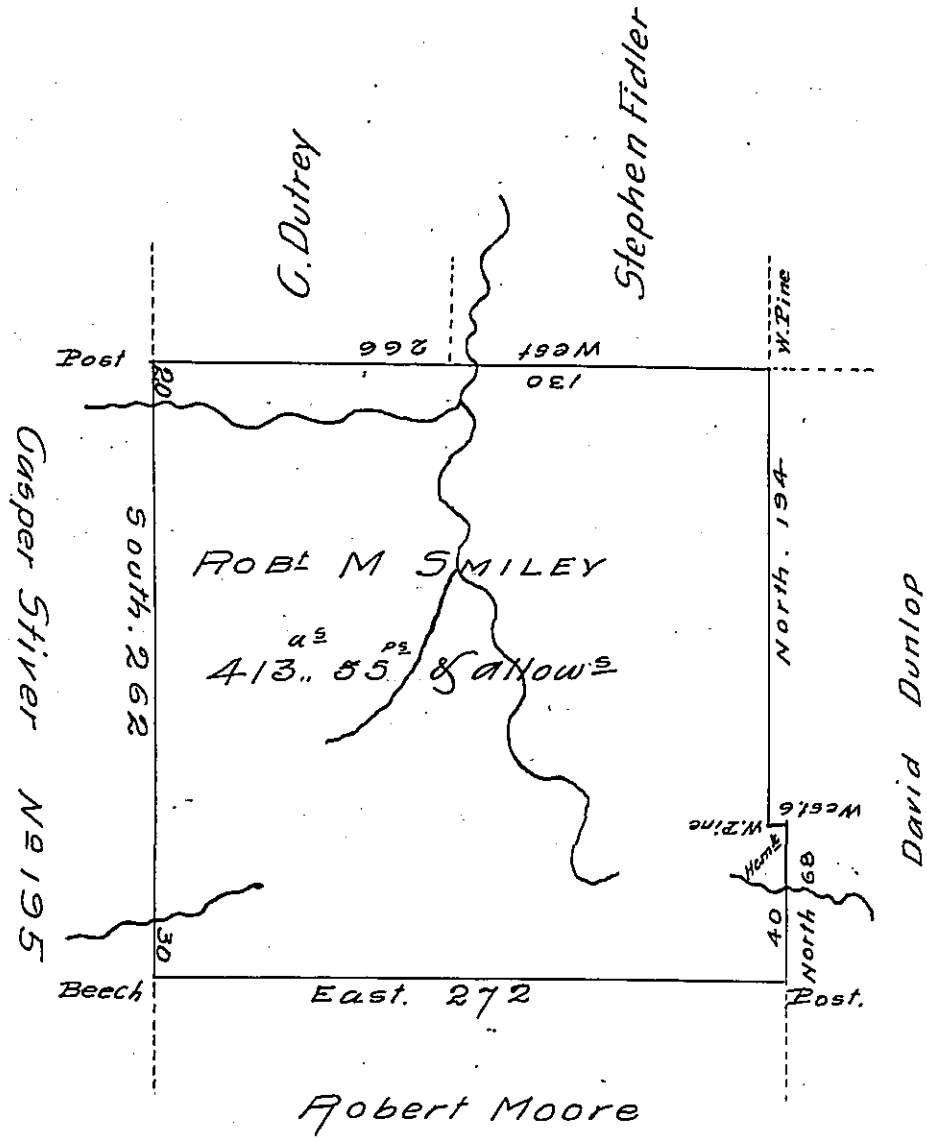 G. Dutrey
Stephen Fidler
W. Pine
Post
266
West
130
20
South. 262
Gasper Stiver No 195
Robt M Smiley
413.. as 55 ps & allows
North. 194
David Dunlop
W. Pine
West. 6
Hemk
North 68
40
30
Beech
East. 272
Post.
Robert Moore